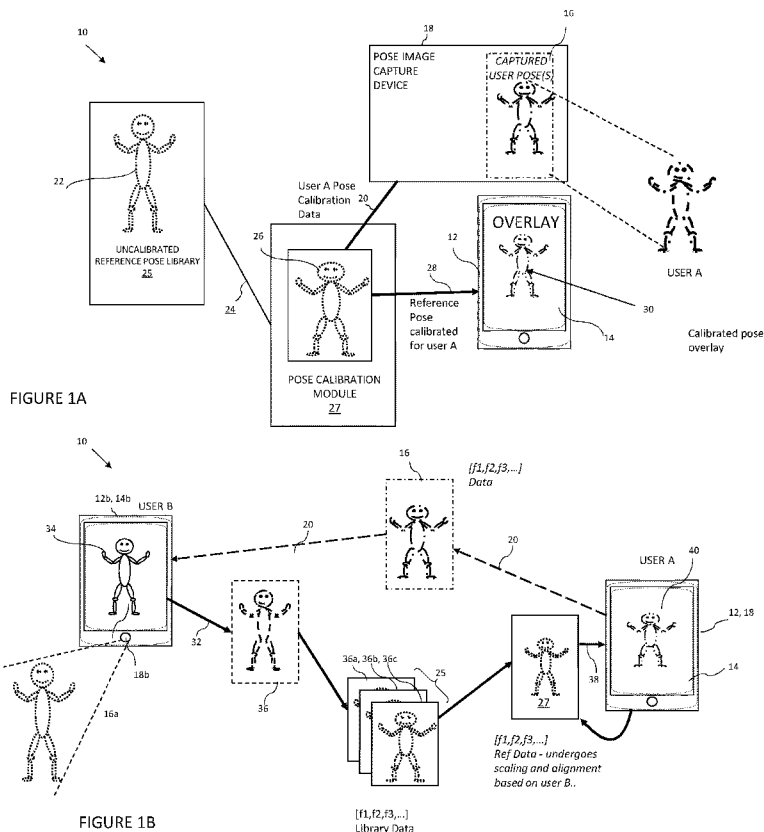 10
18
16
POSE IMAGE
CAPTURE
DEVICE
CAPTURED
USER POSE(S)
22
UNCALIBRATED
REFERENCE POSE LIBRARY
25
User A Pose
Calibration
Data
20
26
24
POSE CALIBRATION
MODULE
27
28
Reference
Pose
calibrated
for user A
12
OVERLAY
14
30
USER A
Calibrated pose
overlay
FIGURE 1A
10
12b, 14b
USER B
34
18b
16a
32
36
20
16
[f1,f2,f3,...]
Data
20
36a, 36b, 36c
25
[f1,f2,f3,...]
Library Data
27
38
USER A
40
12, 18
14
[f1,f2,f3,...]
Ref Data - undergoes
scaling and alignment
based on user B..
FIGURE 1B